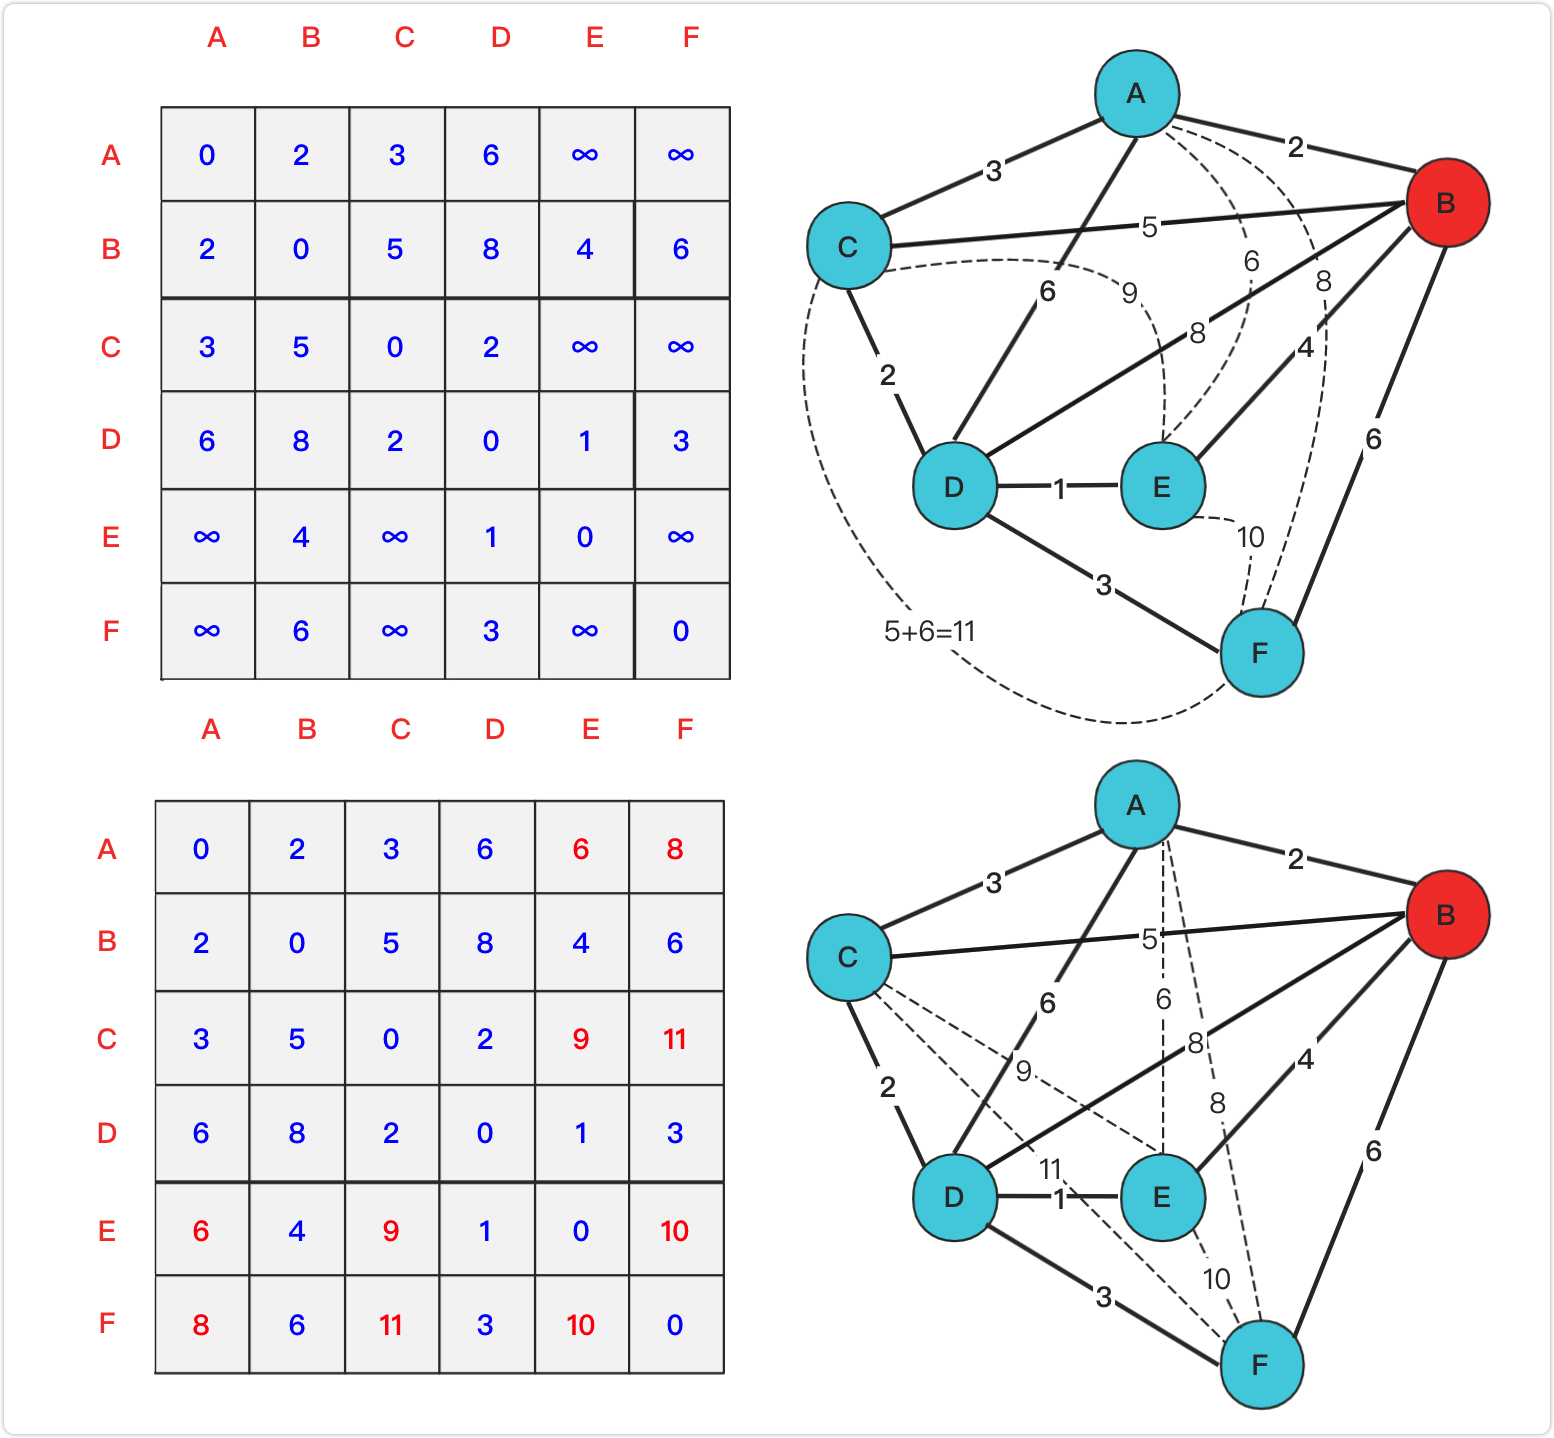 A B C D E F
A 0 2 3 6 ∞ ∞
B 2 0 5 8 4 6
C 3 5 0 2 ∞ ∞
D 6 8 2 0 1 3
E ∞ 4 ∞ 1 0 ∞
F ∞ 6 ∞ 3 ∞ 0
A
2
3
B
5
C
6
8
6
9
8
4
2
6
D
1
E
10
3
5+6=11
F
A B C D E F
A 0 2 3 6 6 8
B 2 0 5 8 4 6
C 3 5 0 2 9 11
D 6 8 2 0 1 3
E 6 4 9 1 0 10
F 8 6 11 3 10 0
A
2
3
B
5
C
6
6
8
4
9
2
8
6
11
D
1
E
10
3
F